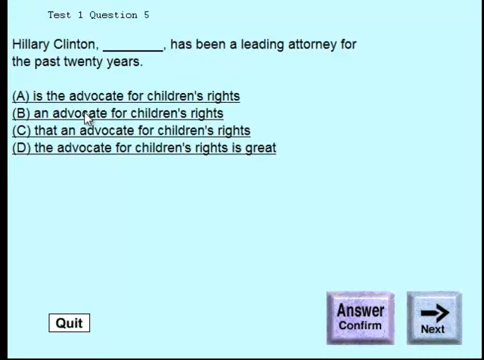 Test 1 Question 5
Hillary Clinton, ________, has been a leading attorney for
the past twenty years.
(A) is the advocate for children's rights
(B) an advocate for children's rights
(C) that an advocate for children's rights
(D) the advocate for children's rights is great
Answer
Confirm
Next
Quit